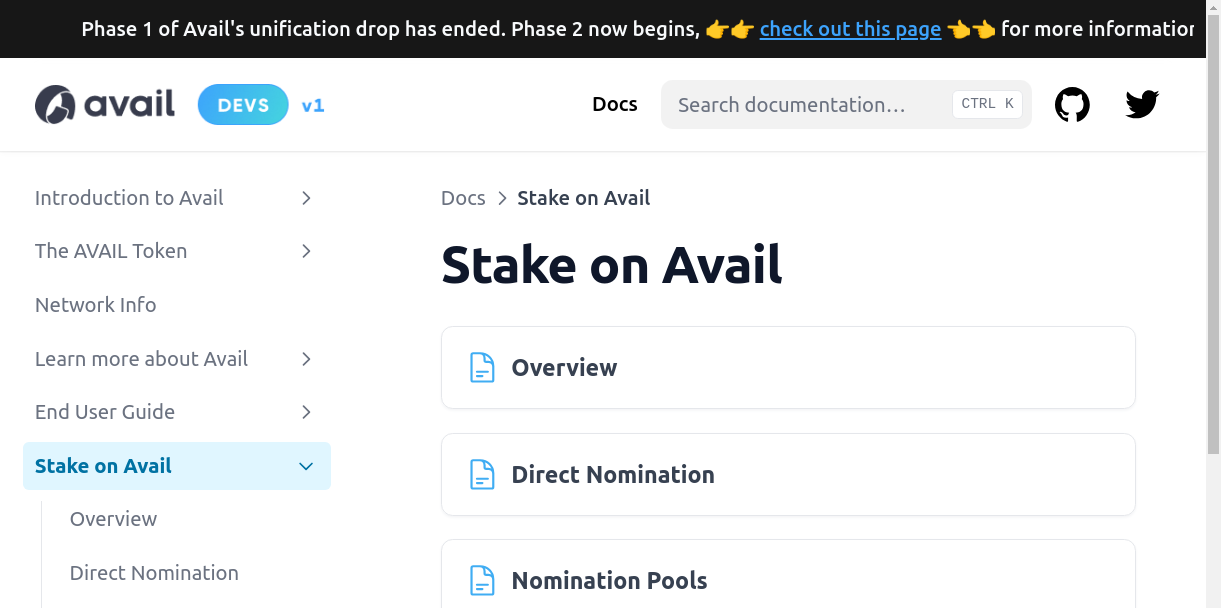 Phase 1 of Avail's unification drop has ended. Phase 2 now begins, 👉👉 check out this page 👈👈 for more information
avail DEVS v1 Docs Search documentation… CTRL K
Introduction to Avail
The AVAIL Token
Network Info
Learn more about Avail
End User Guide
Stake on Avail
Overview
Direct Nomination
Docs > Stake on Avail
Stake on Avail
Overview
Direct Nomination
Nomination Pools